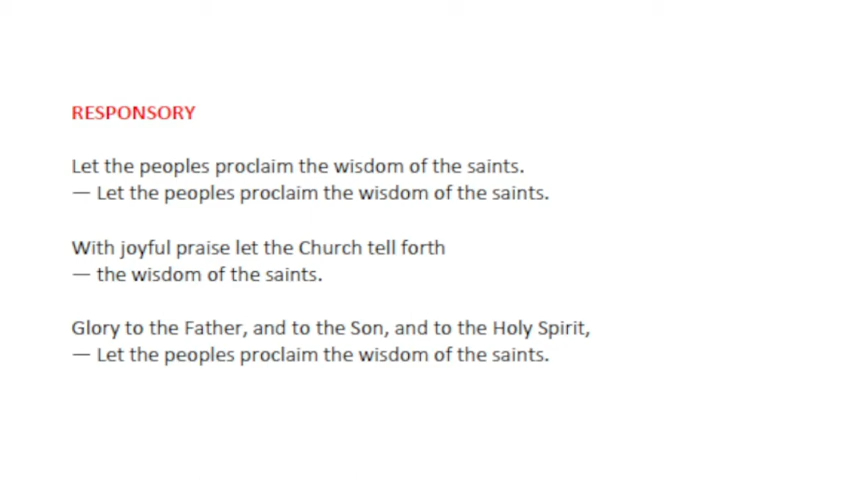 RESPONSORY
Let the peoples proclaim the wisdom of the saints.
— Let the peoples proclaim the wisdom of the saints.
With joyful praise let the Church tell forth
— the wisdom of the saints.
Glory to the Father, and to the Son, and to the Holy Spirit,
— Let the peoples proclaim the wisdom of the saints.